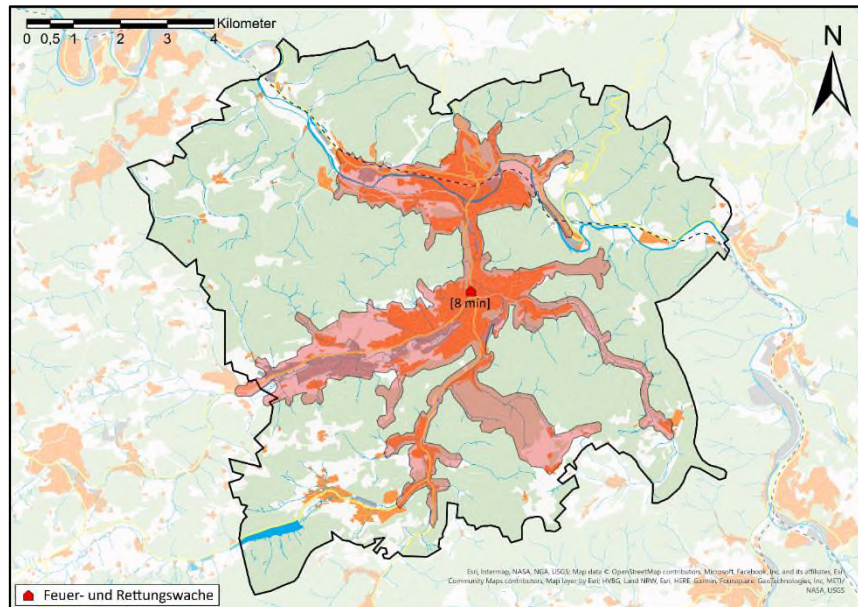 Kilometer
0 0,5 1 2 3 4
N
[8 min]
Feuer- und Rettungswache
Esri, Intermap, NASA, NGA, USGS; Map data © OpenStreetMap contributors, Microsoft, Facebook, Inc. and its affiliates, Esri
Community Maps contributors, Map layer by Esri; HVBG, Land NRW, Esri, HERE, Garmin, Foursquare, GeoTechnologies, Inc, METI/
NASA, USGS